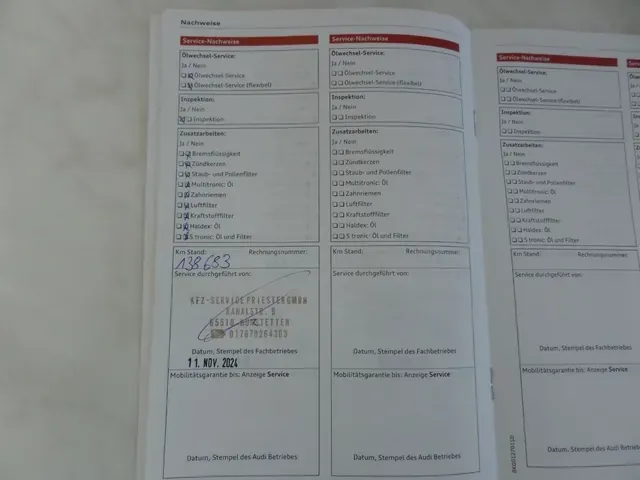 Nachweise
Service-Nachweise
Ölwechsel-Service:
Ja / Nein
Ölwechsel-Service
Ölwechsel-Service (flexibel)
Inspektion:
Ja / Nein
Inspektion
Zusatzarbeiten:
Ja / Nein
Bremsflüssigkeit
Zündkerzen
Staub- und Pollenfilter
Multitronic: Öl
Zahnriemen
Luftfilter
Kraftstofffilter
Haldex: Öl
S tronic: Öl und Filter
Km Stand: Rechnungsnummer:
138.683
Service durchgeführt von:
KFZ-SERVICE PRIESTER GMBH
KANALSTR. 9
65510
Datum, Stempel des Fachbetriebes
11. NOV. 2024
Mobilitätsgarantie bis: Anzeige Service
Datum, Stempel des Audi Betriebes
Service-Nachweise
Ölwechsel-Service:
Ja / Nein
Ölwechsel-Service
Ölwechsel-Service (flexibel)
Inspektion:
Ja / Nein
Inspektion
Zusatzarbeiten:
Ja / Nein
Bremsflüssigkeit
Zündkerzen
Staub- und Pollenfilter
Multitronic: Öl
Zahnriemen
Luftfilter
Kraftstofffilter
Haldex: Öl
S tronic: Öl und Filter
Km Stand: Rechnungsnummer:
Service durchgeführt von:
Datum, Stempel des Fachbetriebes
Mobilitätsgarantie bis: Anzeige Service
Datum, Stempel des Audi Betriebes
Service-Nachweise
Ölwechsel-Service:
Ja / Nein
Ölwechsel-Service
Ölwechsel-Service (flexibel)
Inspektion:
Ja / Nein
Inspektion
Zusatzarbeiten:
Ja / Nein
Bremsflüssigkeit
Zündkerzen
Staub- und Pollenfilter
Multitronic: Öl
Zahnriemen
Luftfilter
Kraftstofffilter
Haldex: Öl
S tronic: Öl und Filter
Km Stand: Rechnungsnummer:
Service durchgeführt von:
Datum, Stempel des Fachbetriebes
Mobilitätsgarantie bis: Anzeige Service
Datum, Stempel des Audi Betriebes